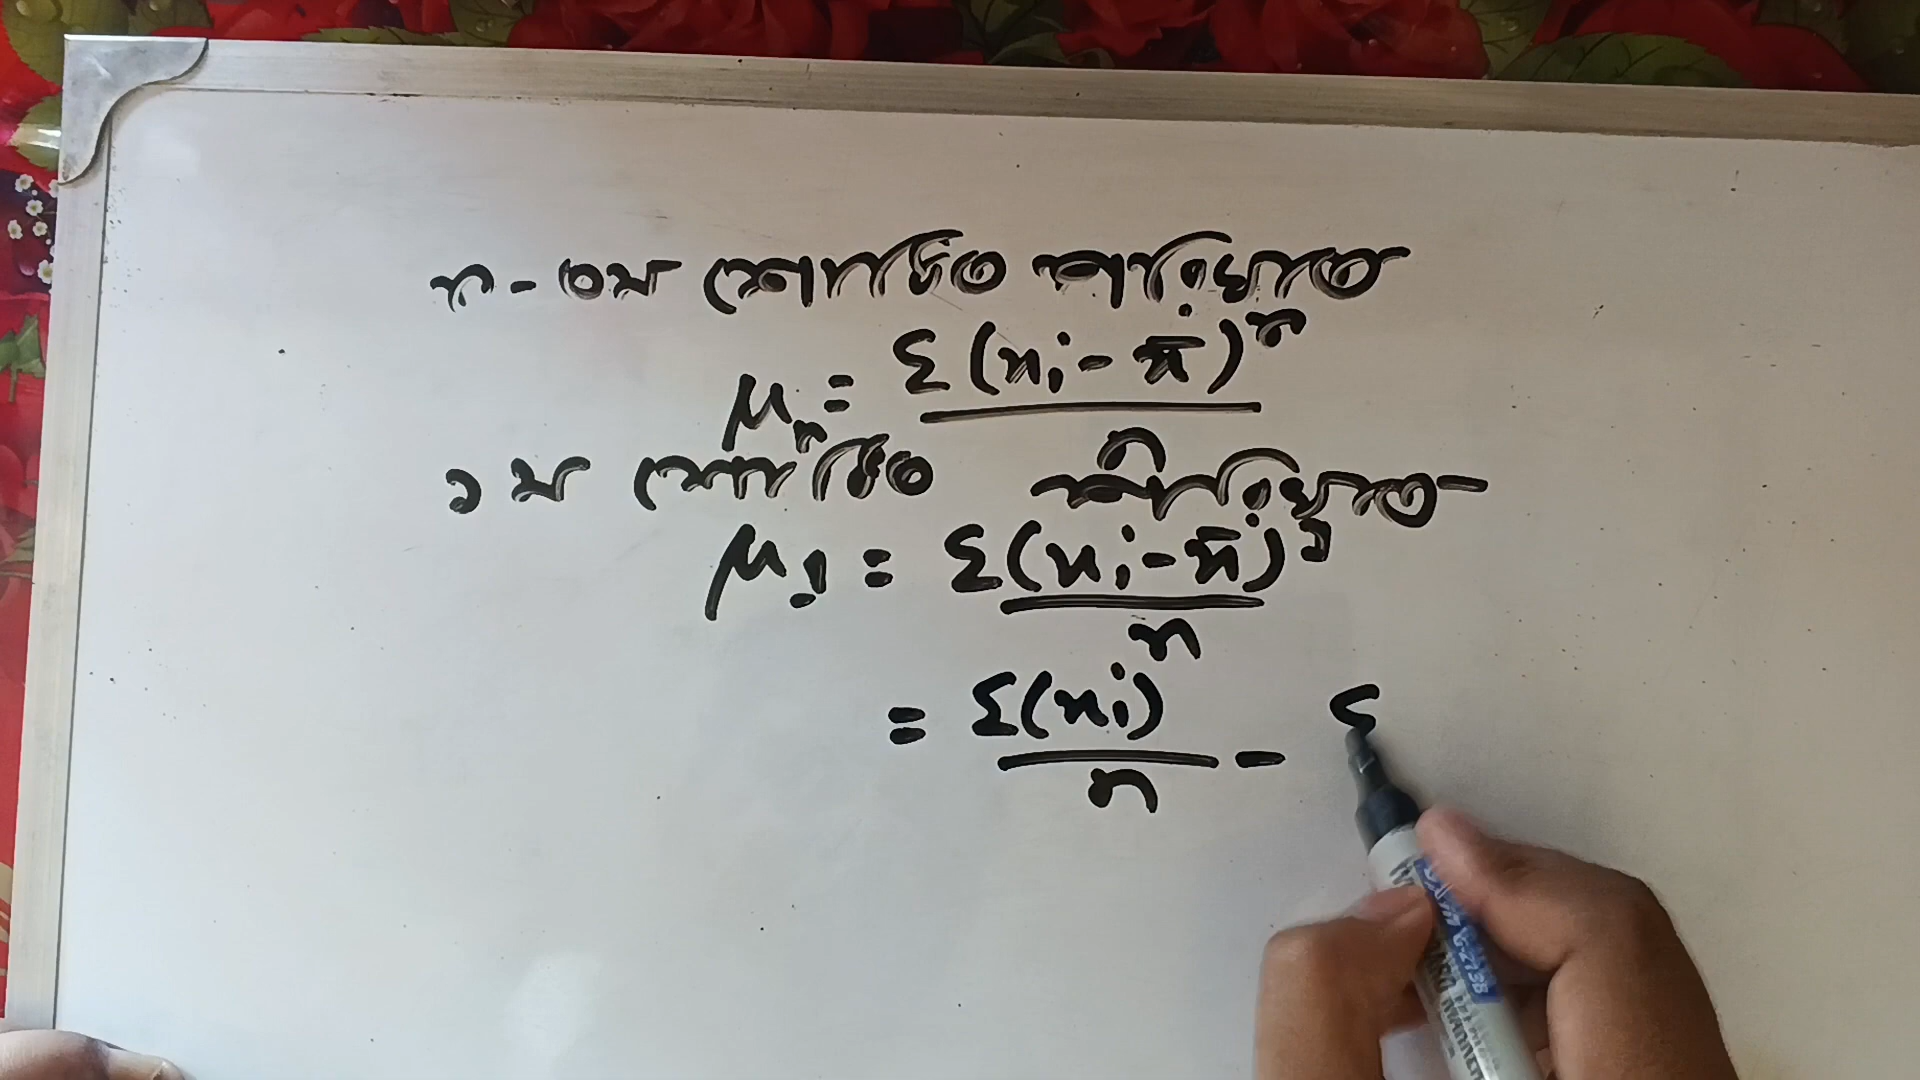 n-তম শোধিত পরিঘাত
μn = Σ(xi - x̄)^n
n
১ম শোধিত পরিঘাত
μ1 = Σ(xi - x̄)^1
n
= Σ(xi)
n
- Σ